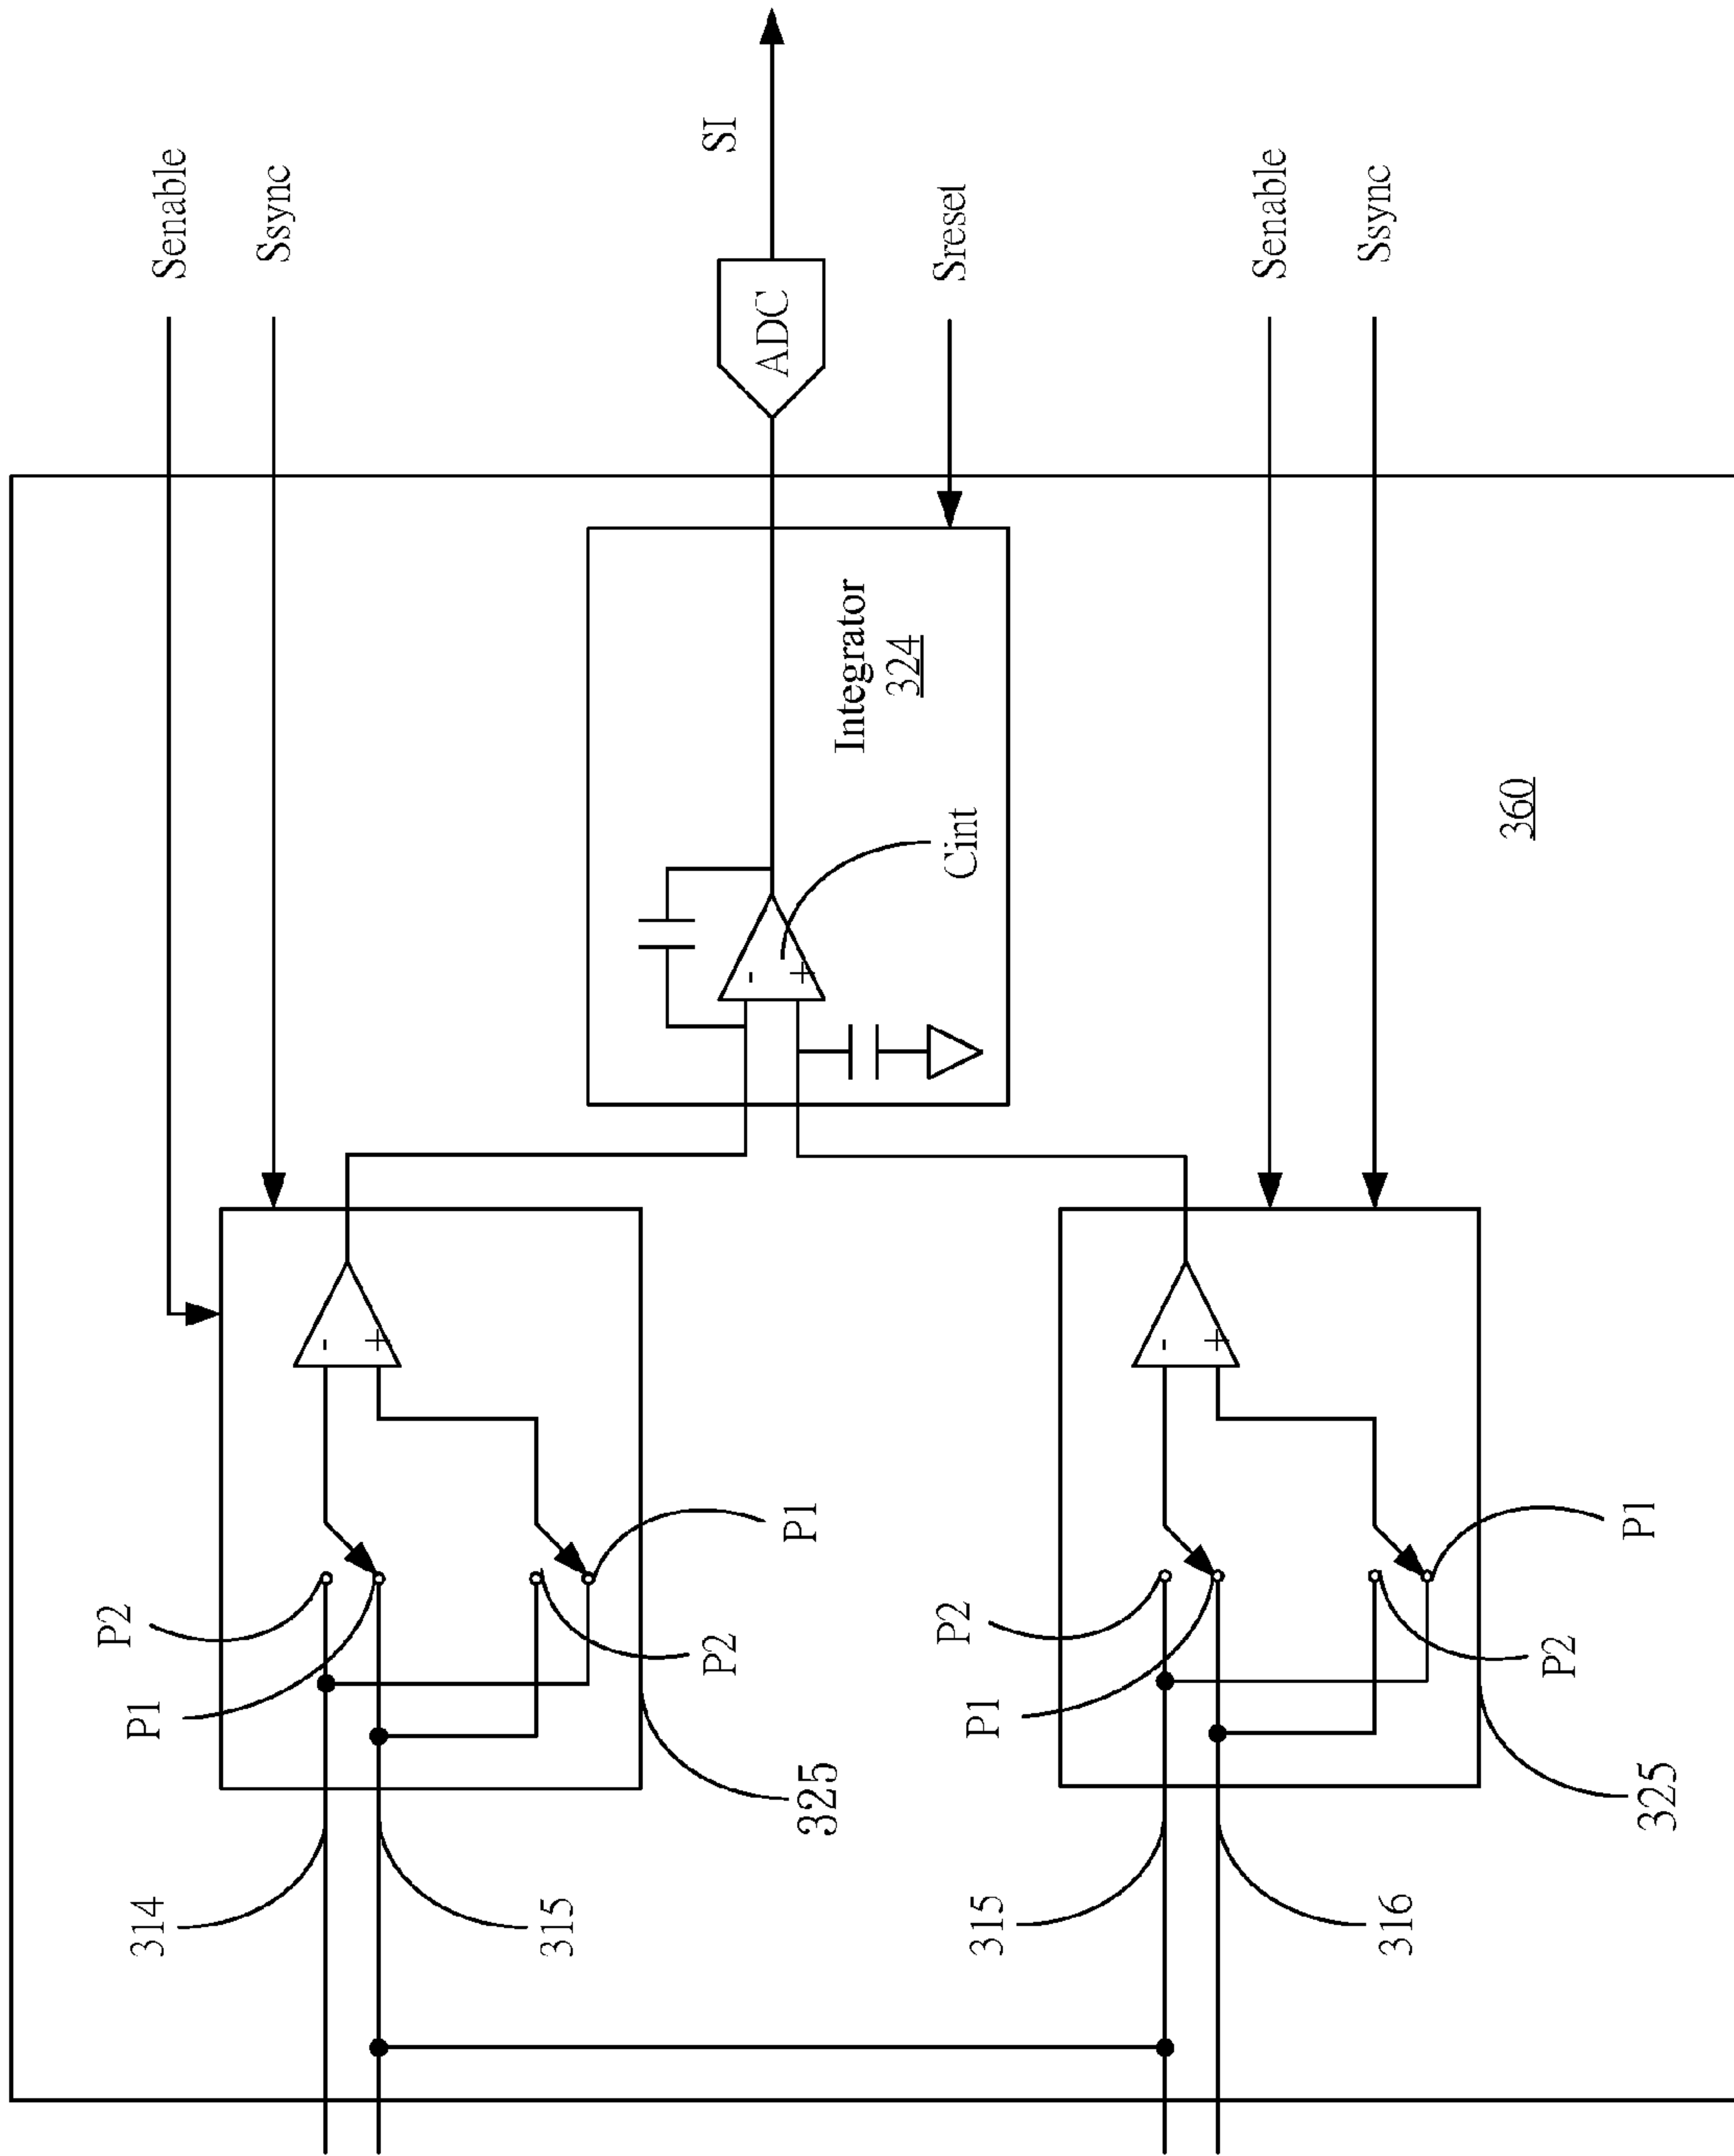 Senable
Ssync
SI
ADC
Sreset
Senable
Ssync
Integrator
324
Cint
360
-
+
-
+
-
+
P2
P1
P2
P1
P2
P1
P2
P1
325
325
314
315
315
316